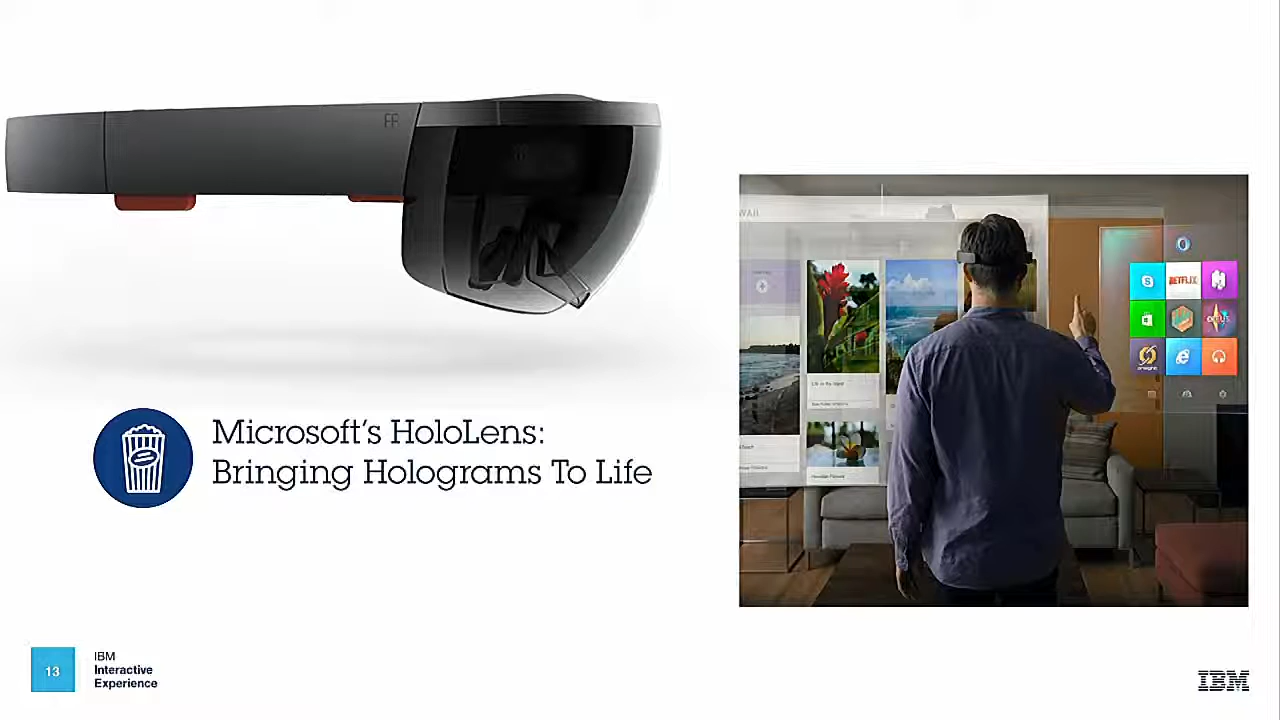 Microsoft's HoloLens:
Bringing Holograms To Life
NETFLIX
13
IBM
Interactive
Experience
IBM